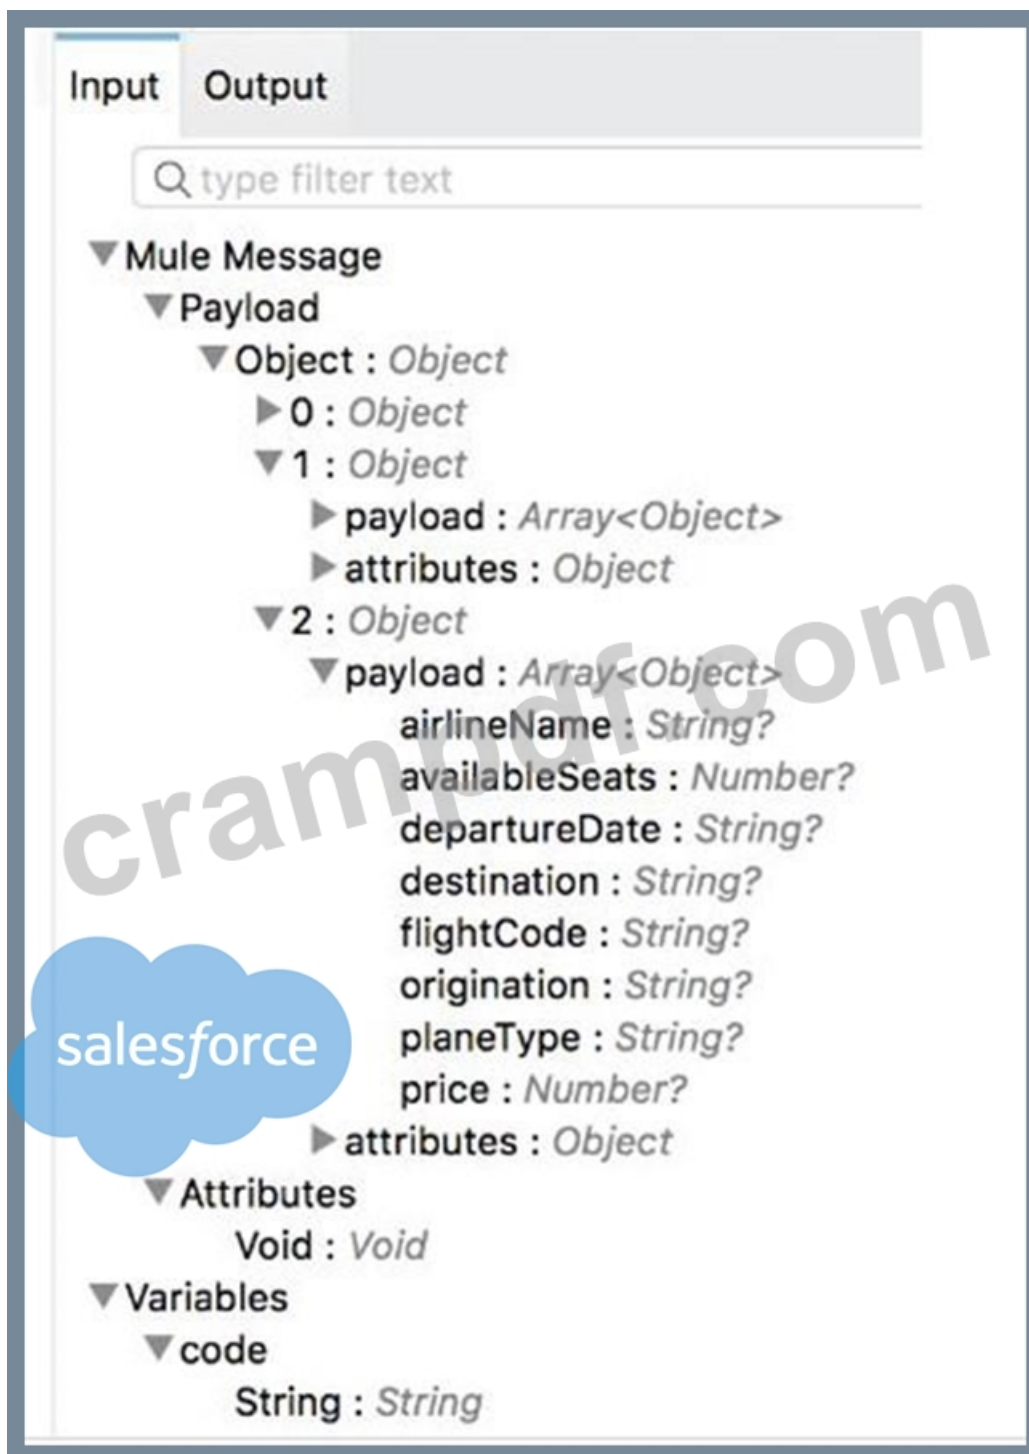 Input Output
type filter text
Mule Message
Payload
Object : Object
0 : Object
1 : Object
payload : Array<Object>
attributes : Object
2 : Object
payload : Array<Object>
airlineName : String?
availableSeats : Number?
departureDate : String?
destination : String?
flightCode : String?
origination : String?
planeType : String?
price : Number?
attributes : Object
Attributes
Void : Void
Variables
code
String : String
crampdf.com
salesforce